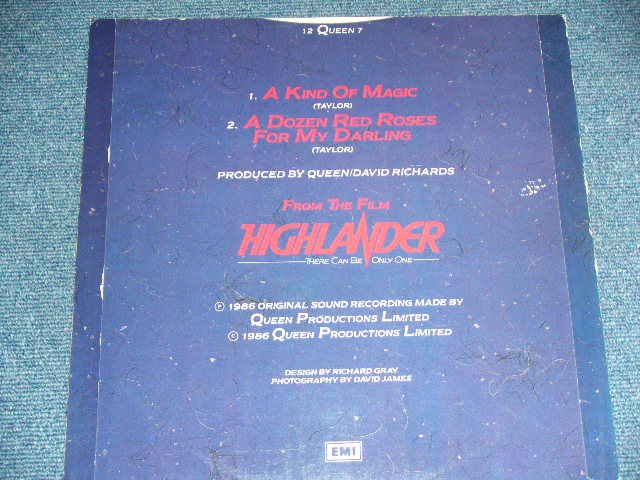 12 QUEEN 7
1. A KIND OF MAGIC
(TAYLOR)
2. A DOZEN RED ROSES
FOR MY DARLING
(TAYLOR)
PRODUCED BY QUEEN/DAVID RICHARDS
FROM THE FILM
HIGHLANDER
THERE CAN BE ONLY ONE
℗ 1986 ORIGINAL SOUND RECORDING MADE BY
QUEEN PRODUCTIONS LIMITED
© 1986 QUEEN PRODUCTIONS LIMITED
DESIGN BY RICHARD GRAY
PHOTOGRAPHY BY DAVID JAMES
EMI